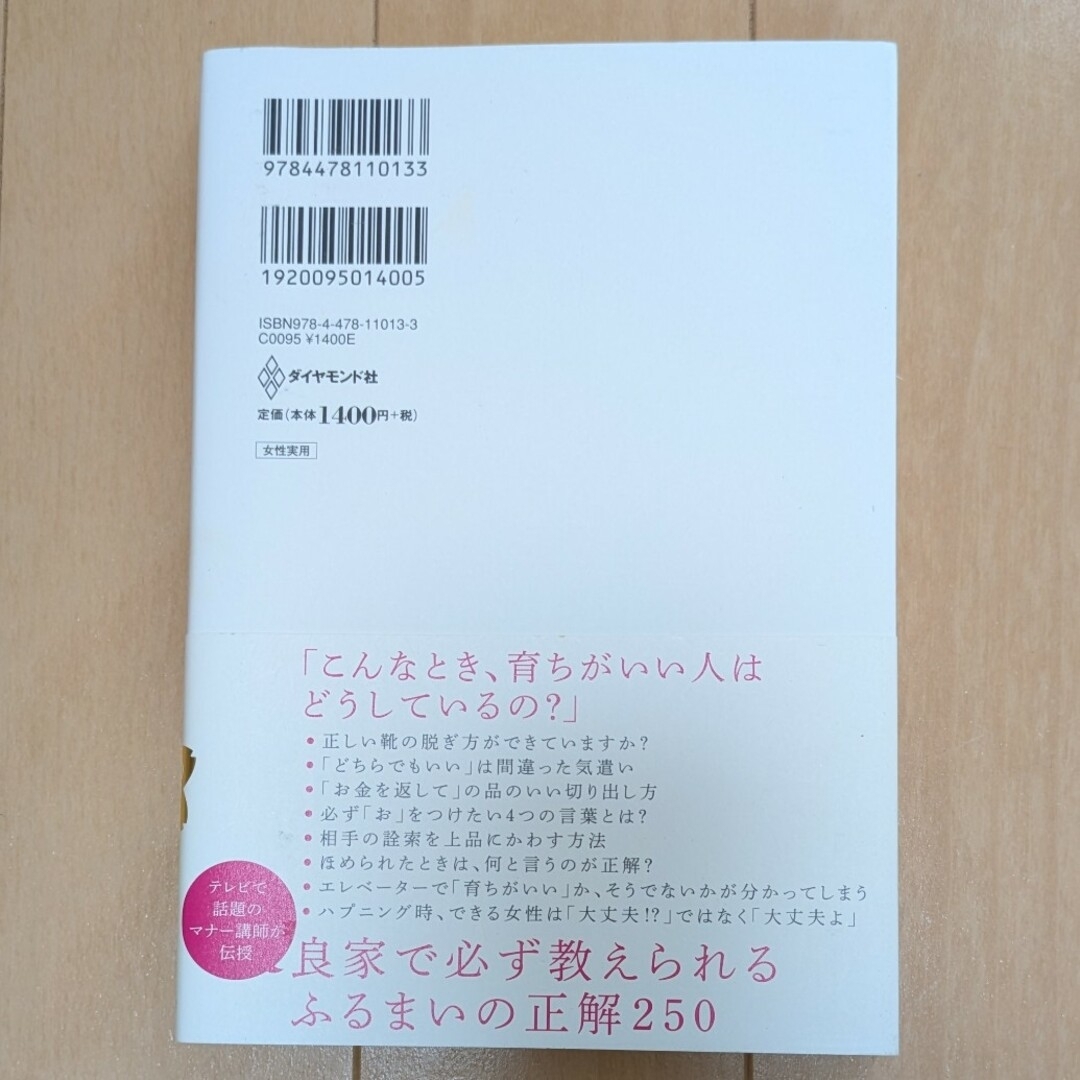 9784478110133
1920095014005
ISBN978-4-478-11013-3
C0095 ¥1400E
ダイヤモンド社
定価(本体1400円+税)
女性実用
「こんなとき、育ちがいい人は
どうしているの?」
•正しい靴の脱ぎ方ができていますか?
•「どちらでもいい」は間違った気遣い
•「お金を返して」の品のいい切り出し方
•必ず「お」をつけたい4つの言葉とは?
•相手の詮索を上品にかわす方法
•ほめられたときは、何と言うのが正解?
•エレベーターで「育ちがいい」か、そうでないかが分かってしまう
•ハプニング時、できる女性は「大丈夫!?」ではなく「大丈夫よ」
テレビで
話題の
マナー講師が
伝授
良家で必ず教えられる
ふるまいの正解250